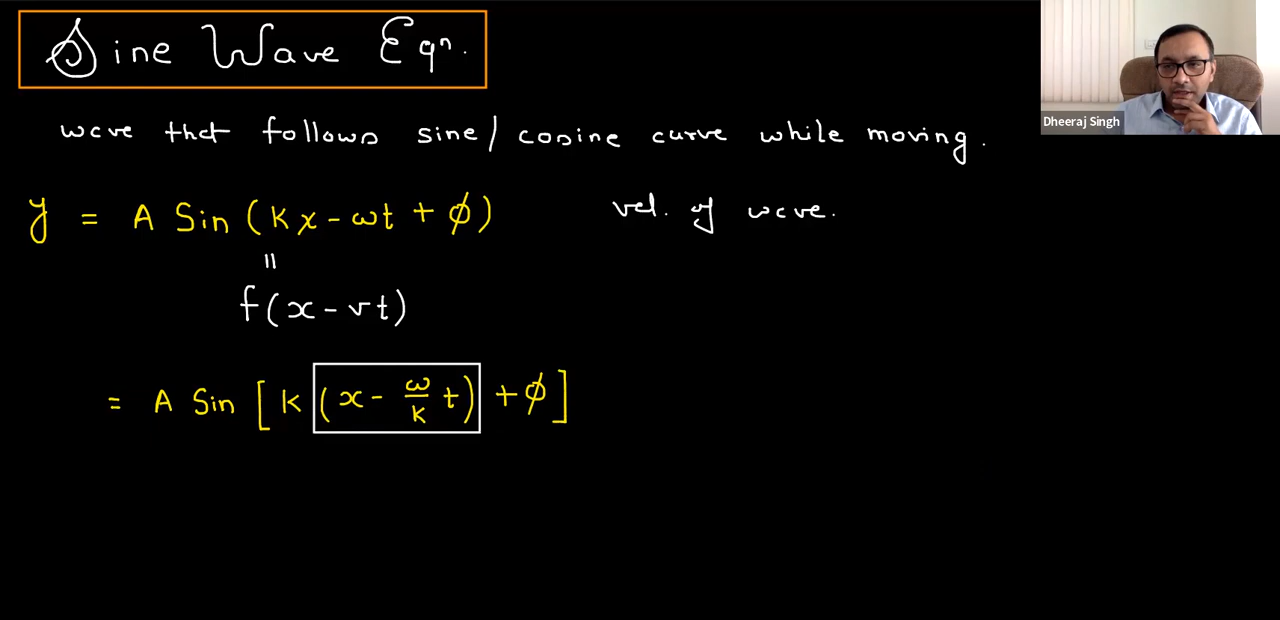 Sine Wave Eqⁿ.
Dheeraj Singh
wave that follows sine/cosine curve while moving.
y = A Sin (kx - ωt + ϕ)
vel. of wave.
=
f(x - vt)
= A Sin [k (x - ω/k t) + ϕ]